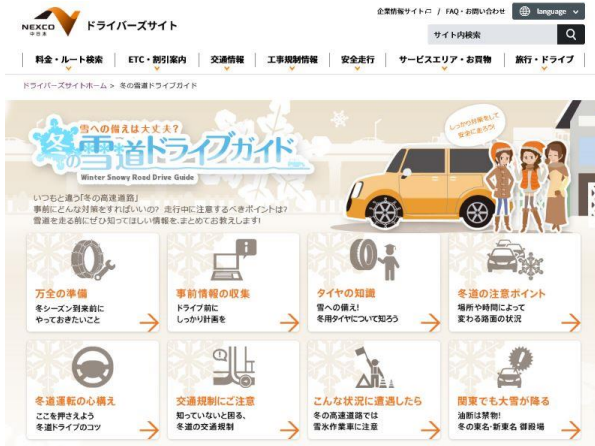 企業情報サイト / FAQ・お問い合わせ language
NEXCO
中日本
ドライバーズサイト
サイト内検索
料金・ルート検索 ETC・割引案内 交通情報 工事規制情報 安全走行 サービスエリア・お買物 旅行・ドライブ
ドライバーズサイトホーム > 冬の雪道ドライブガイド
雪への備えは大丈夫?
冬の雪道ドライブガイド
Winter Snowy Road Drive Guide
しっかり対策をして
安全に走ろう!
いつもと違う「冬の高速道路」
事前にどんな対策をすればいいの? 走行中に注意するべきポイントは?
雪道を走る前にぜひ知ってほしい情報を、まとめてお教えします!
万全の準備
冬シーズン到来前に
やっておきたいこと
事前情報の収集
ドライブ前に
しっかり計画を
タイヤの知識
雪への備え!
冬用タイヤについて知ろう
冬道の注意ポイント
場所や時間によって
変わる路面の状況
冬道運転の心構え
ここを押さえよう
冬道ドライブのコツ
交通規制にご注意
知っていないと困る、
冬道の交通規制
こんな状況に遭遇したら
冬の高速道路では
雪氷作業車に注意
関東でも大雪が降る
油断は禁物!
冬の東名・新東名 御殿場